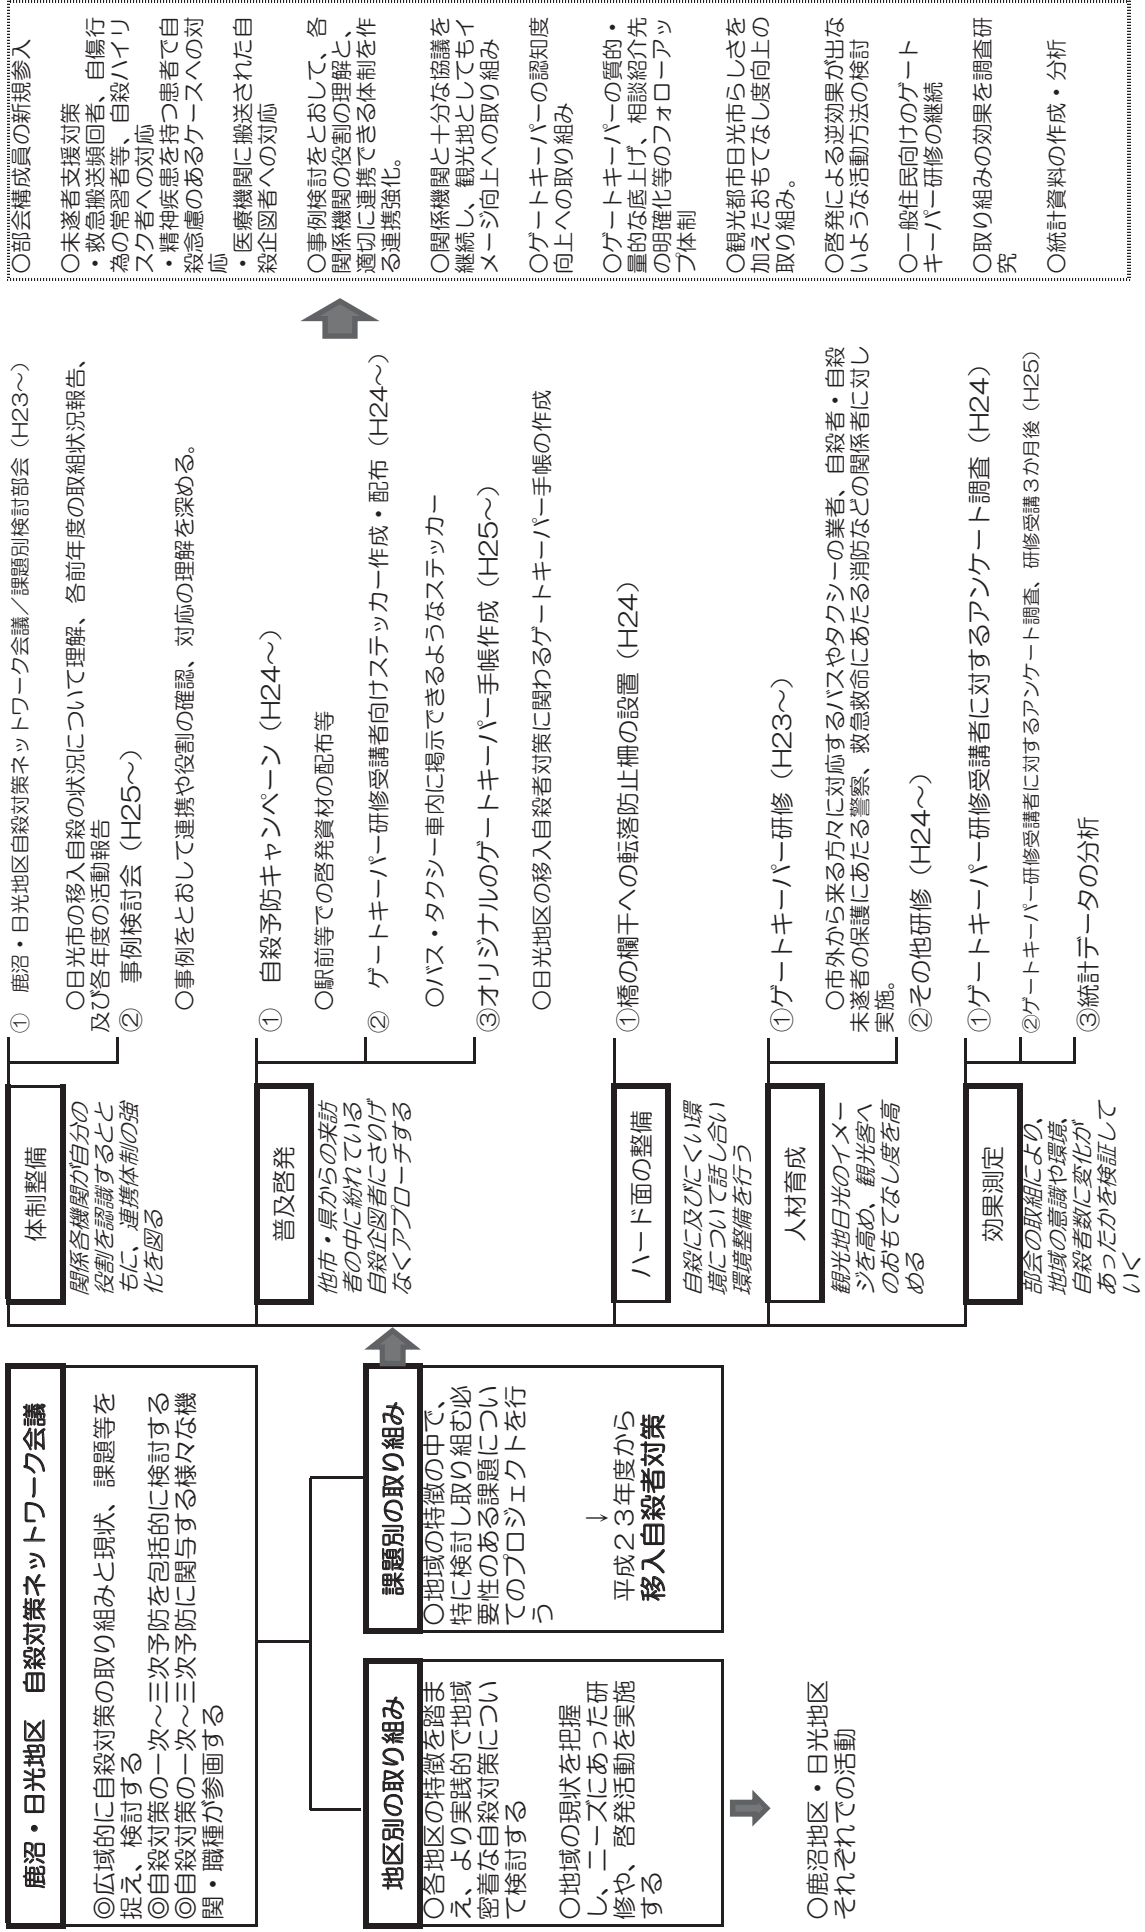 鹿沼・日光地区　自殺対策ネットワーク会議
◎広域的に自殺対策の取り組みと現状、課題等を
捉え、検討する
◎自殺対策の一次～三次予防を包括的に検討する
◎自殺対策の一次～三次予防に関与する様々な機
関・職種が参画する
地区別の取り組み
○各地区の特徴を踏ま
え、より実践的で地域
密着な自殺対策につい
て検討する
○地域の現状を把握
し、ニーズにあった研
修や、啓発活動を実施
する
○鹿沼地区・日光地区
それぞれでの活動
課題別の取り組み
○地域の特徴の中で、
特に検討し取り組む必
要性のある課題につい
てのプロジェクトを行
う
↓
平成２３年度から
移入自殺者対策
体制整備
関係各機関が自分の
役割を認識するとと
もに、連携体制の強
化を図る
① 鹿沼・日光地区自殺対策ネットワーク会議／課題別検討部会（H23～）
○日光市の移入自殺の状況について理解、各前年度の取組状況報告、
及び各年度の活動報告
② 事例検討会（H25～）
○事例をとおして連携や役割の確認、対応の理解を深める。
普及啓発
他市・県からの来訪
者の中に紛れている
自殺企図者にさりげ
なくアプローチする
① 自殺予防キャンペーン（H24～）
○駅前等での啓発資材の配布等
② ゲートキーパー研修受講者向けステッカー作成・配布（H24～）
○バス・タクシー車内に掲示できるようなステッカー
③オリジナルのゲートキーパー手帳作成（H25～）
○日光地区の移入自殺者対策に関わるゲートキーパー手帳の作成
ハード面の整備
自殺に及びにくい環
境について話し合い
環境整備を行う
①橋の欄干への転落防止柵の設置（H24）
人材育成
観光地日光のイメー
ジを高め、観光客へ
のおもてなし度を高
める
①ゲートキーパー研修（H23～）
○市外から来る方々に対応するバスやタクシーの業者、自殺者・自殺
未遂者の保護にあたる警察、救急救命にあたる消防などの関係者に対し
実施。
②その他研修（H24～）
効果測定
部会の取組により、
地域の意識や環境、
自殺者数に変化が
あったかを検証して
いく
①ゲートキーパー研修受講者に対するアンケート調査（H24）
②ゲートキーパー研修受講者に対するアンケート調査、研修受講３か月後（H25）
③統計データの分析
○部会構成員の新規参入
○未遂者支援対策
・救急搬送頻回者、自傷行
為の常習者等、自殺ハイリ
スク者への対応
・精神疾患を持つ患者で自
殺念慮のあるケースへの対
応
・医療機関に搬送された自
殺企図者への対応
○事例検討をとおして、各
関係機関の役割の理解と、
適切に連携できる体制を作
る連携強化。
○関係機関と十分な協議を
継続し、観光地としてもイ
メージ向上への取り組み
○ゲートキーパーの認知度
向上への取り組み
○ゲートキーパーの質的・
量的な底上げ、相談紹介先
の明確化等のフォローアッ
プ体制
○観光都市日光市らしさを
加えたおもてなし度向上の
取り組み。
○啓発による逆効果が出な
いような活動方法の検討
○一般住民向けのゲート
キーパー研修の継続
○取り組みの効果を調査研
究
○統計資料の作成・分析